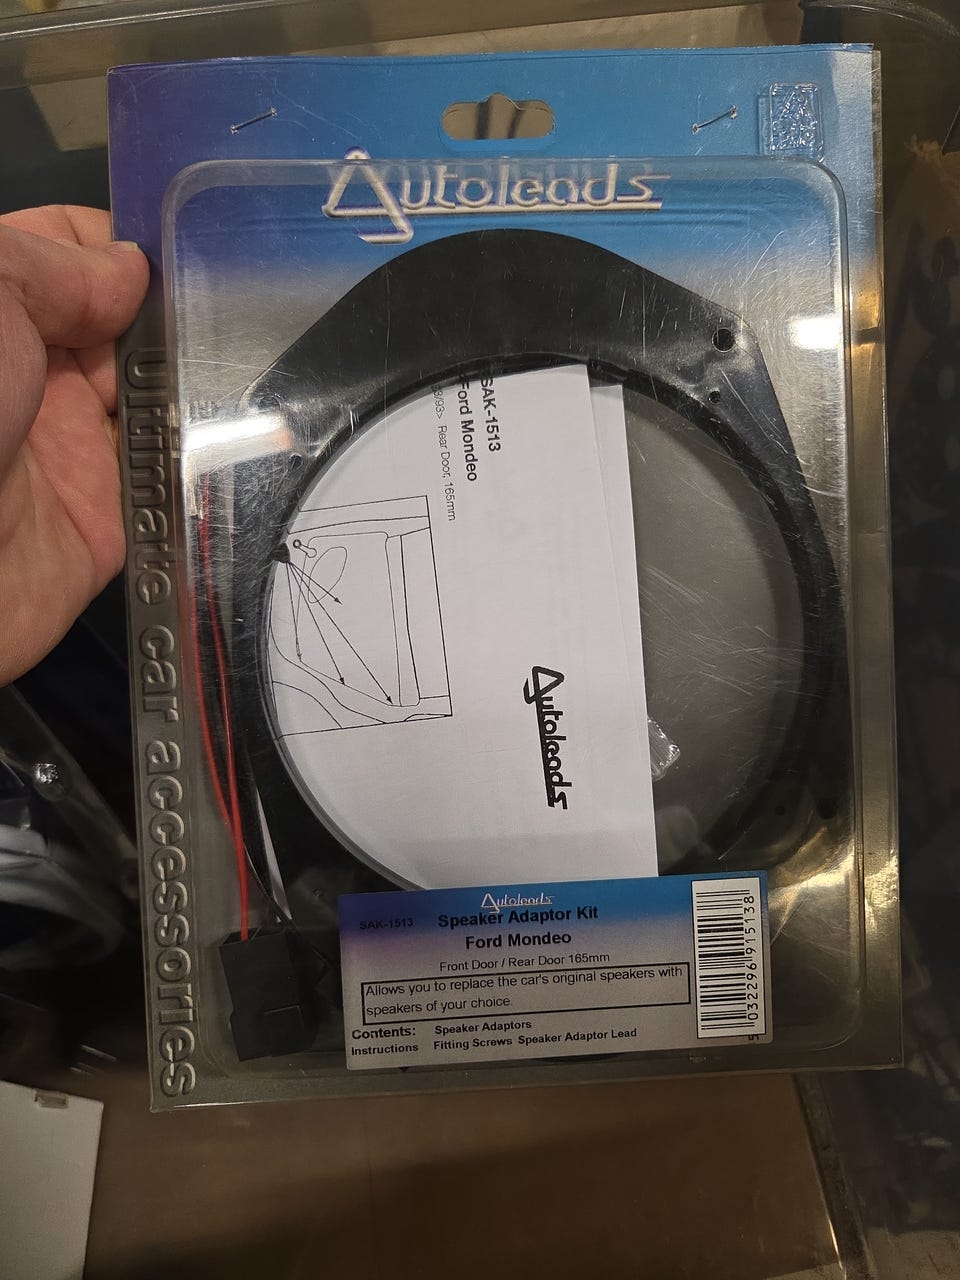 Autoleads
Ultimate car accessories
SAK-1513
Ford Mondeo
Rear Door, 165mm
Autoleads
Autoleads
SAK-1513
Speaker Adaptor Kit
Ford Mondeo
Front Door / Rear Door 165mm
Allows you to replace the car's original speakers with
speakers of your choice.
Contents: Speaker Adaptors
Instructions Fitting Screws Speaker Adaptor Lead
5 032296 915138